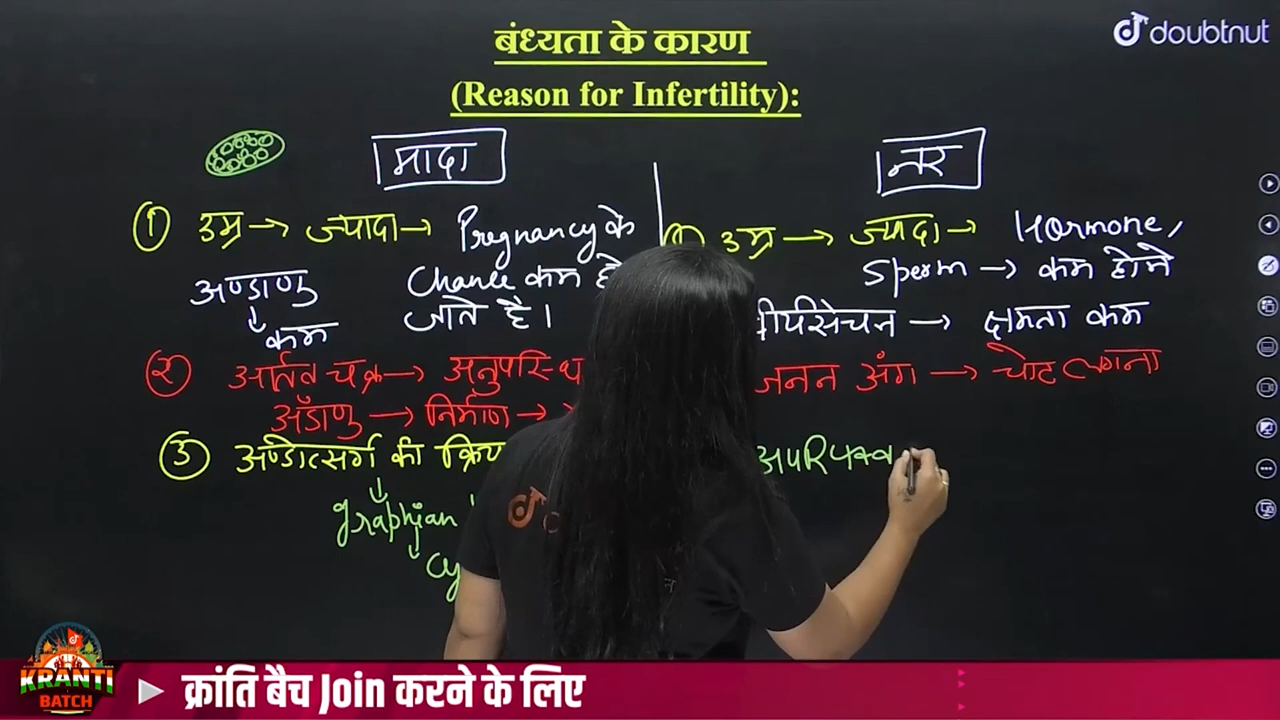 बंध्यता के कारण
doubtnut
(Reason for Infertility):
मादा
नर
① उम्र → ज्यादा → Pregnancy के
Chance कम हो
जाते है।
अण्डाणु
↓
कम
② आर्तव चक्र → अनुपस्थि
अँडाणु → निर्माण →
③ अण्डोत्सर्ग की क्रिय
↓
graphian
↓
cy
उम्र → ज्यादा → Hormone,
Sperm → कम होने
→ क्षमता कम
जनन अंग → चोट लगना
अपरिपक्व
KRANTI
BATCH
क्रांति बैच Join करने के लिए